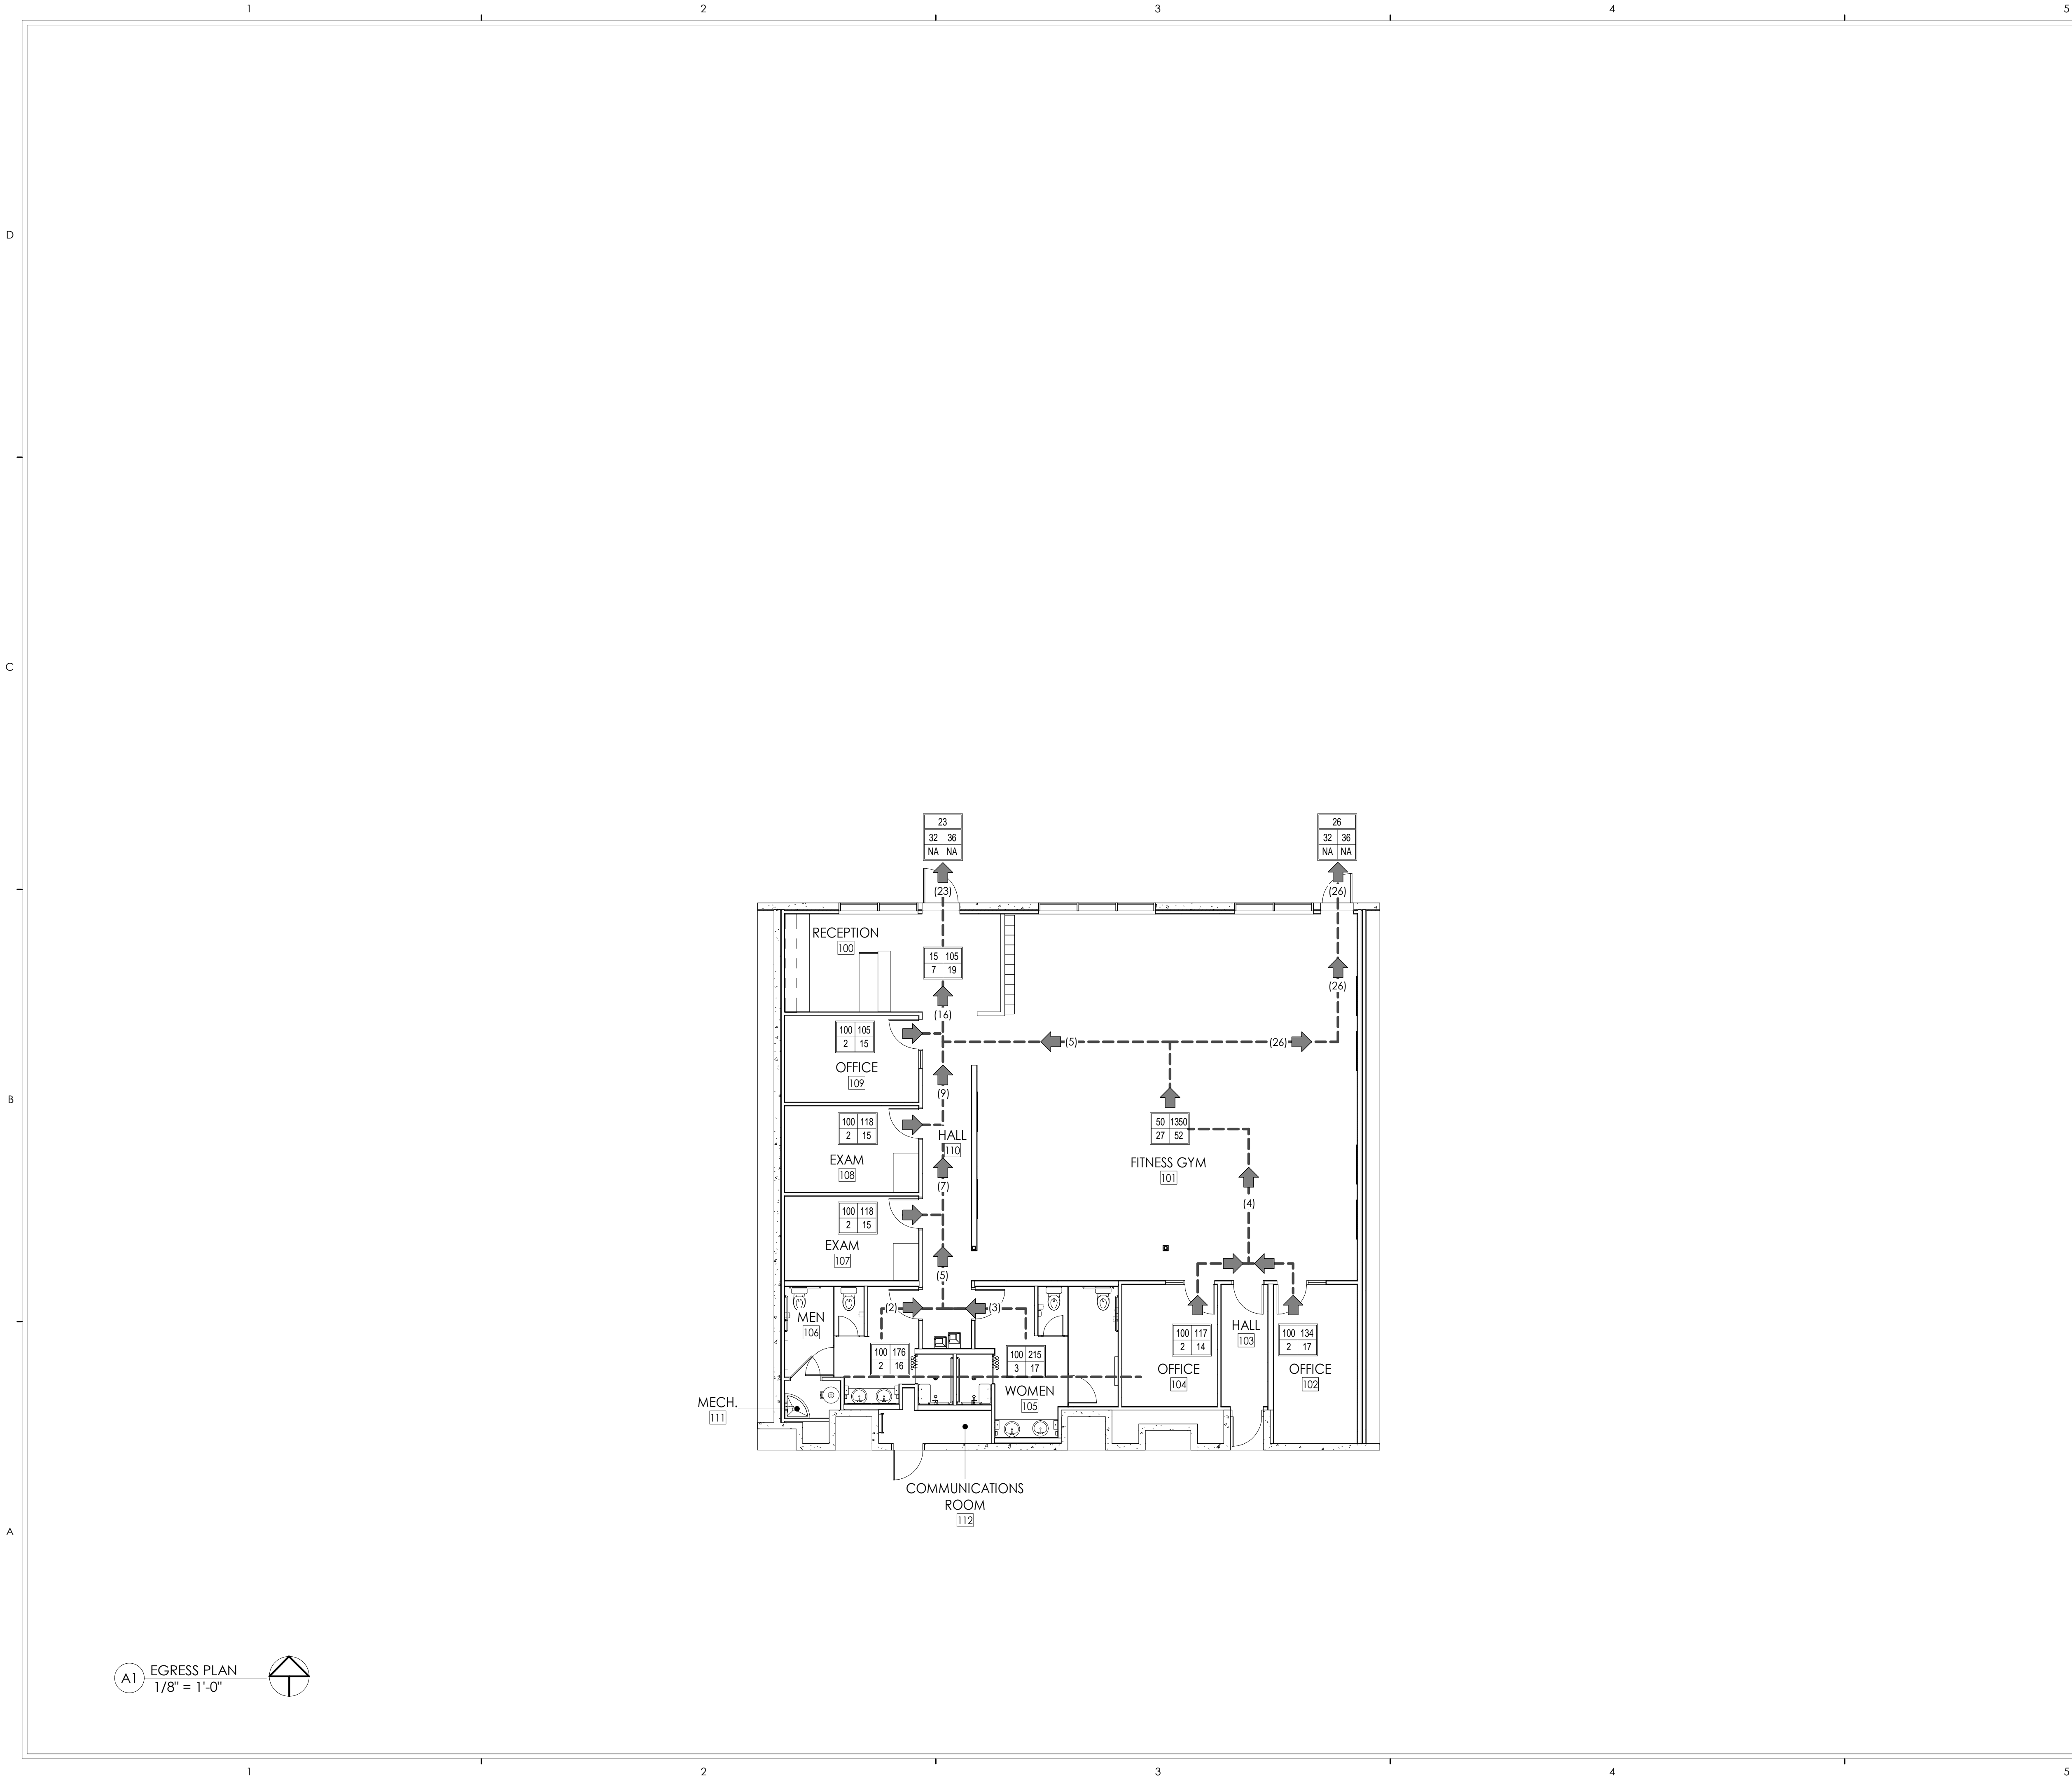 1 2 3 4 5
D
C
B
A
23
32 36
NA NA
26
32 36
NA NA
(23)
(26)
RECEPTION
100
15 105
7 19
(26)
(16)
100 105
2 15
(5)
(26)
OFFICE
109
(9)
100 118
2 15
50 1350
27 52
HALL
110
EXAM
108
FITNESS GYM
101
(7)
(4)
100 118
2 15
EXAM
107
(5)
(2)
(3)
MEN
106
HALL
103
100 117
2 14
100 134
2 17
100 176
2 16
100 215
3 17
OFFICE
104
OFFICE
102
WOMEN
105
MECH.
111
COMMUNICATIONS
ROOM
112
A1
EGRESS PLAN
1/8" = 1'-0"
1 2 3 4 5